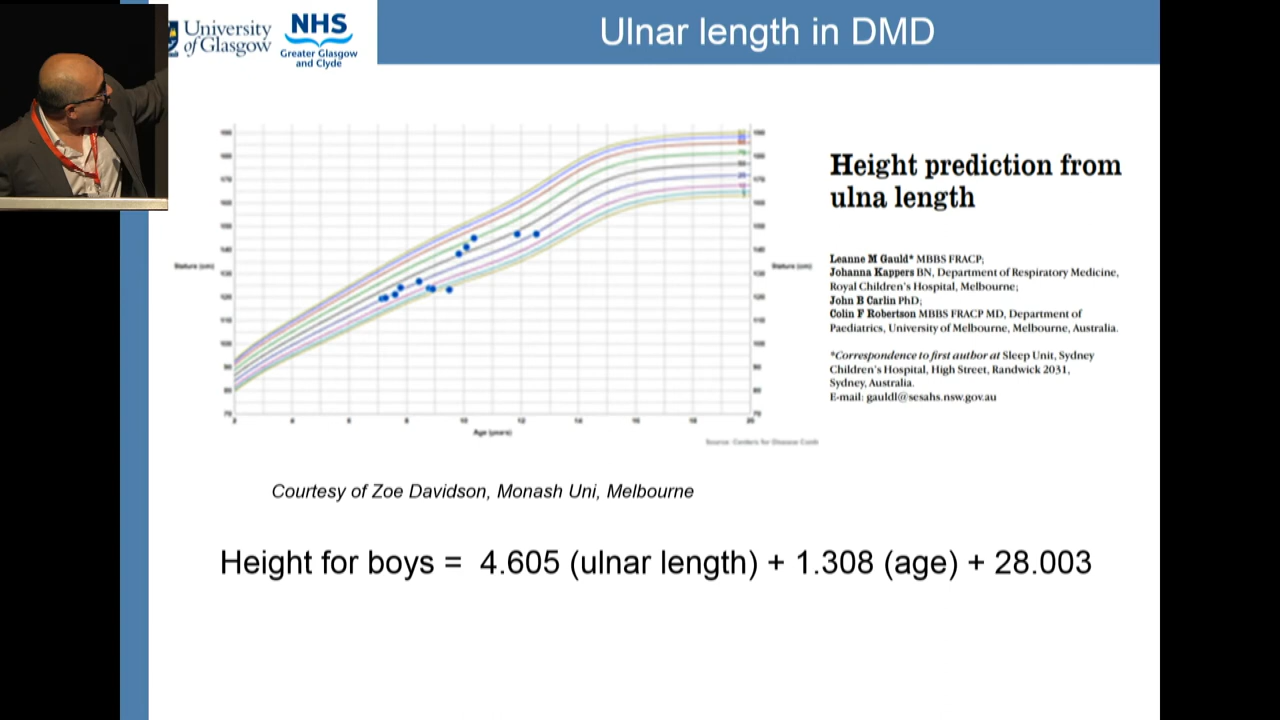 University
of Glasgow
NHS
Greater Glasgow
and Clyde
Ulnar length in DMD
Height prediction from
ulna length
Leanne M Gauld* MBBS FRACP;
Johanna Kappers BN, Department of Respiratory Medicine,
Royal Children's Hospital, Melbourne;
John B Carlin PhD;
Colin F Robertson MBBS FRACP MD, Department of
Paediatrics, University of Melbourne, Melbourne, Australia.
*Correspondence to first author at Sleep Unit, Sydney
Children's Hospital, High Street, Randwick 2031,
Sydney, Australia.
E-mail: gauldl@sesahs.nsw.gov.au
Stature (cm)
Stature (cm)
Age (years)
Courtesy of Zoe Davidson, Monash Uni, Melbourne
Height for boys = 4.605 (ulnar length) + 1.308 (age) + 28.003